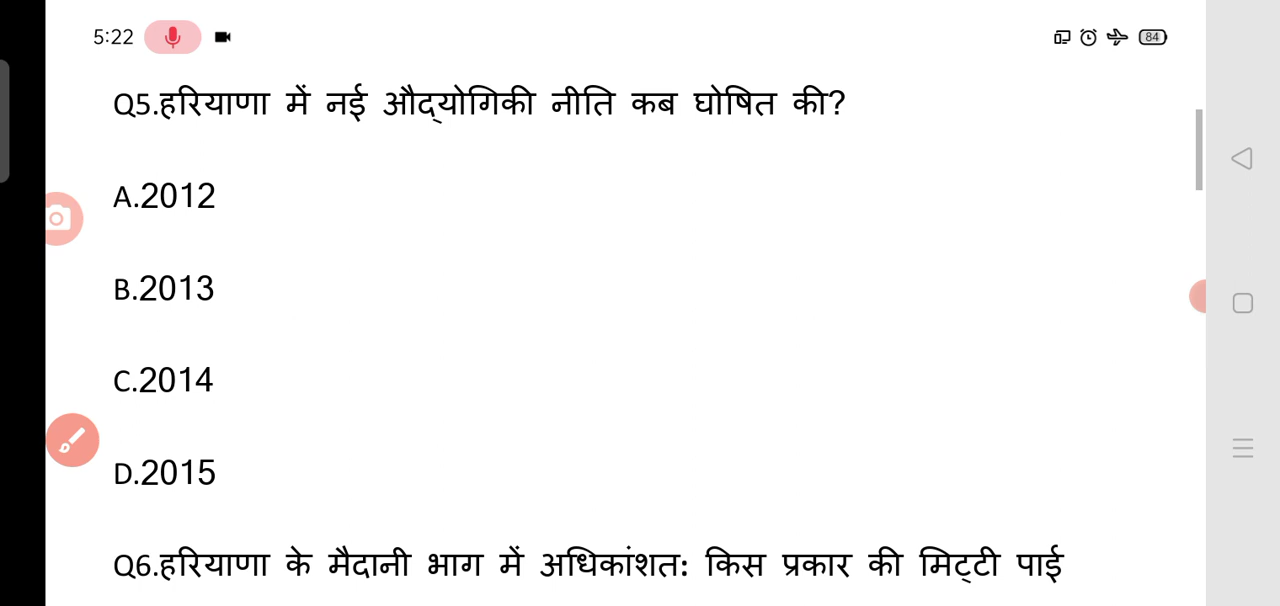 5:22
84
Q5.हरियाणा में नई औद्योगिकी नीति कब घोषित की?
A.2012
B.2013
C.2014
D.2015
Q6.हरियाणा के मैदानी भाग में अधिकांशत: किस प्रकार की मिट्टी पाई